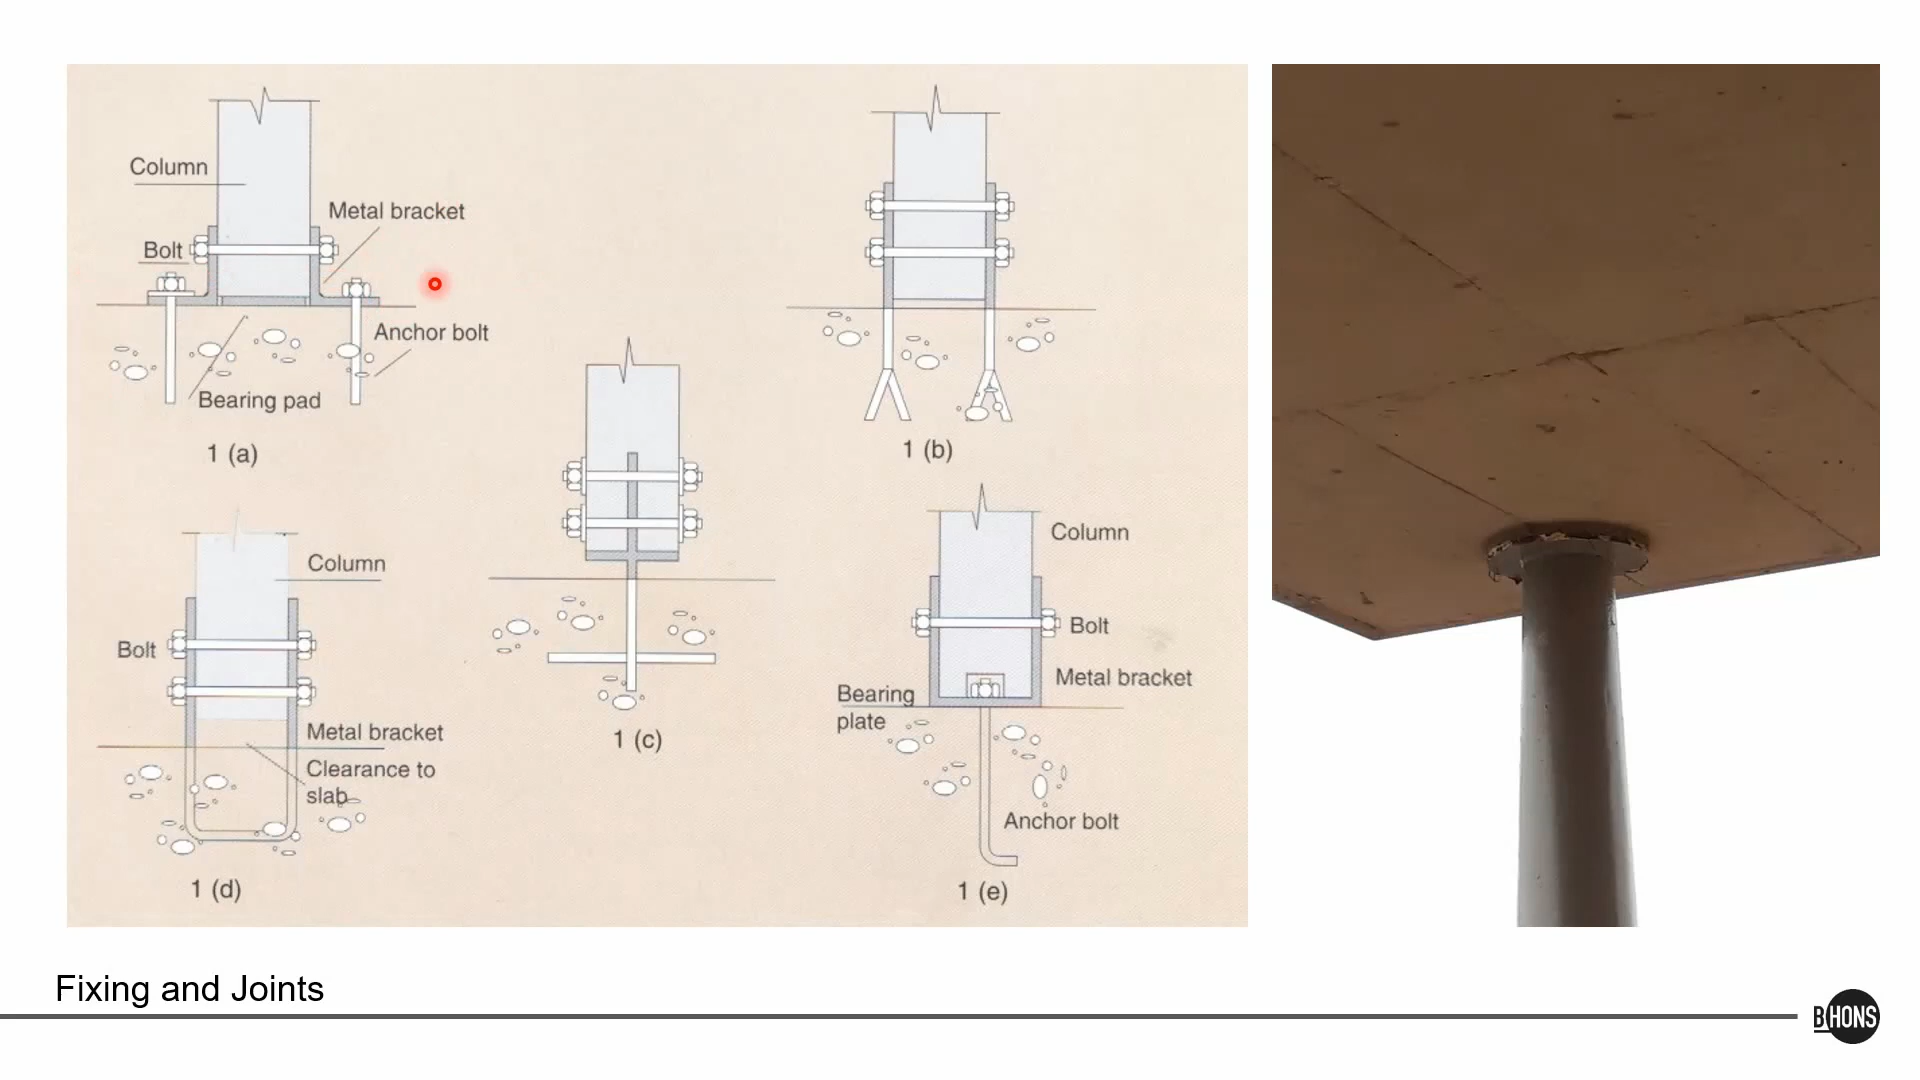 Column
Metal bracket
Bolt
Anchor bolt
Bearing pad
1 (a)
1 (b)
Column
Bolt
Metal bracket
Clearance to
slab
1 (d)
1 (c)
Column
Bolt
Metal bracket
Bearing
plate
Anchor bolt
1 (e)
Fixing and Joints
BHONS